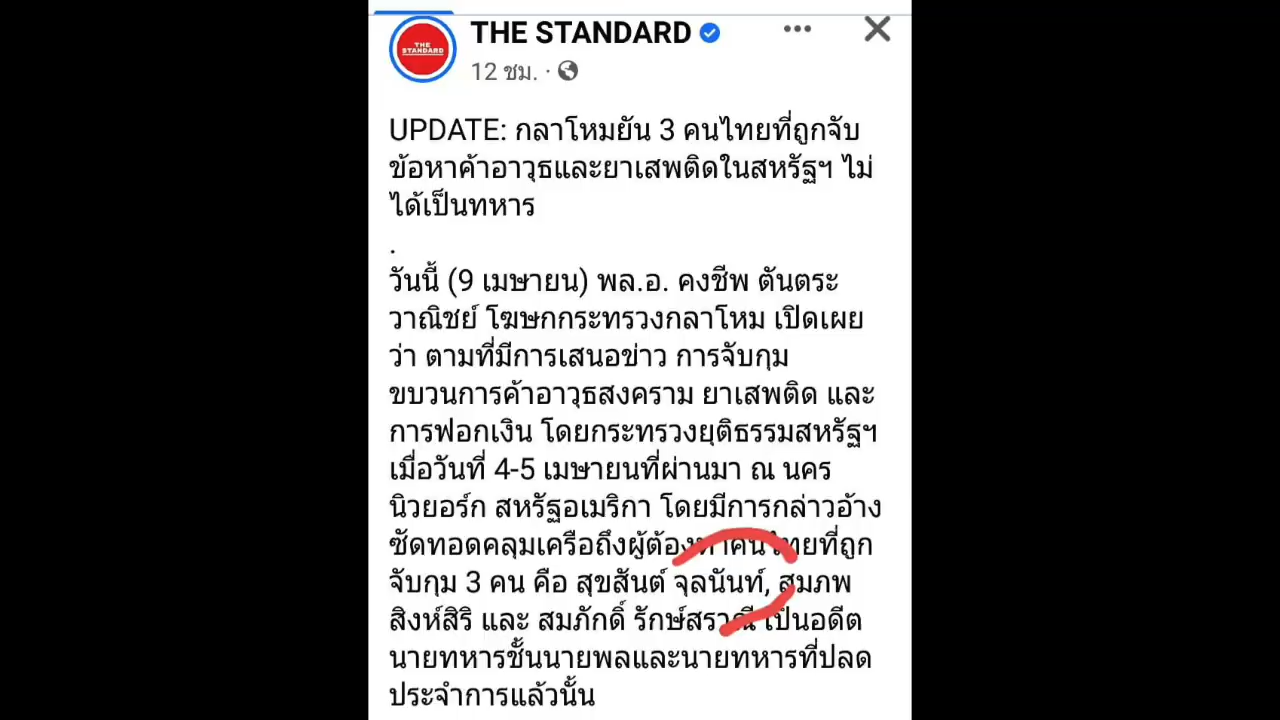 THE STANDARD
THE STANDARD
12 ชม.
UPDATE: กลาโหมยัน 3 คนไทยที่ถูกจับ
ข้อหาค้าอาวุธและยาเสพติดในสหรัฐฯ ไม่
ได้เป็นทหาร
.
วันนี้ (9 เมษายน) พล.อ. คงชีพ ตันตระ
วาณิชย์ โฆษกกระทรวงกลาโหม เปิดเผย
ว่า ตามที่มีการเสนอข่าว การจับกุม
ขบวนการค้าอาวุธสงคราม ยาเสพติด และ
การฟอกเงิน โดยกระทรวงยุติธรรมสหรัฐฯ
เมื่อวันที่ 4-5 เมษายนที่ผ่านมา ณ นคร
นิวยอร์ก สหรัฐอเมริกา โดยมีการกล่าวอ้าง
ซัดทอดคลุมเครือถึงผู้ต้องหาคนไทยที่ถูก
จับกุม 3 คน คือ สุขสันต์ จุลนันท์, สมภพ
สิงห์สิริ และ สมภักดิ์ รักษ์สราณี เป็นอดีต
นายทหารชั้นนายพลและนายทหารที่ปลด
ประจำการแล้วนั้น